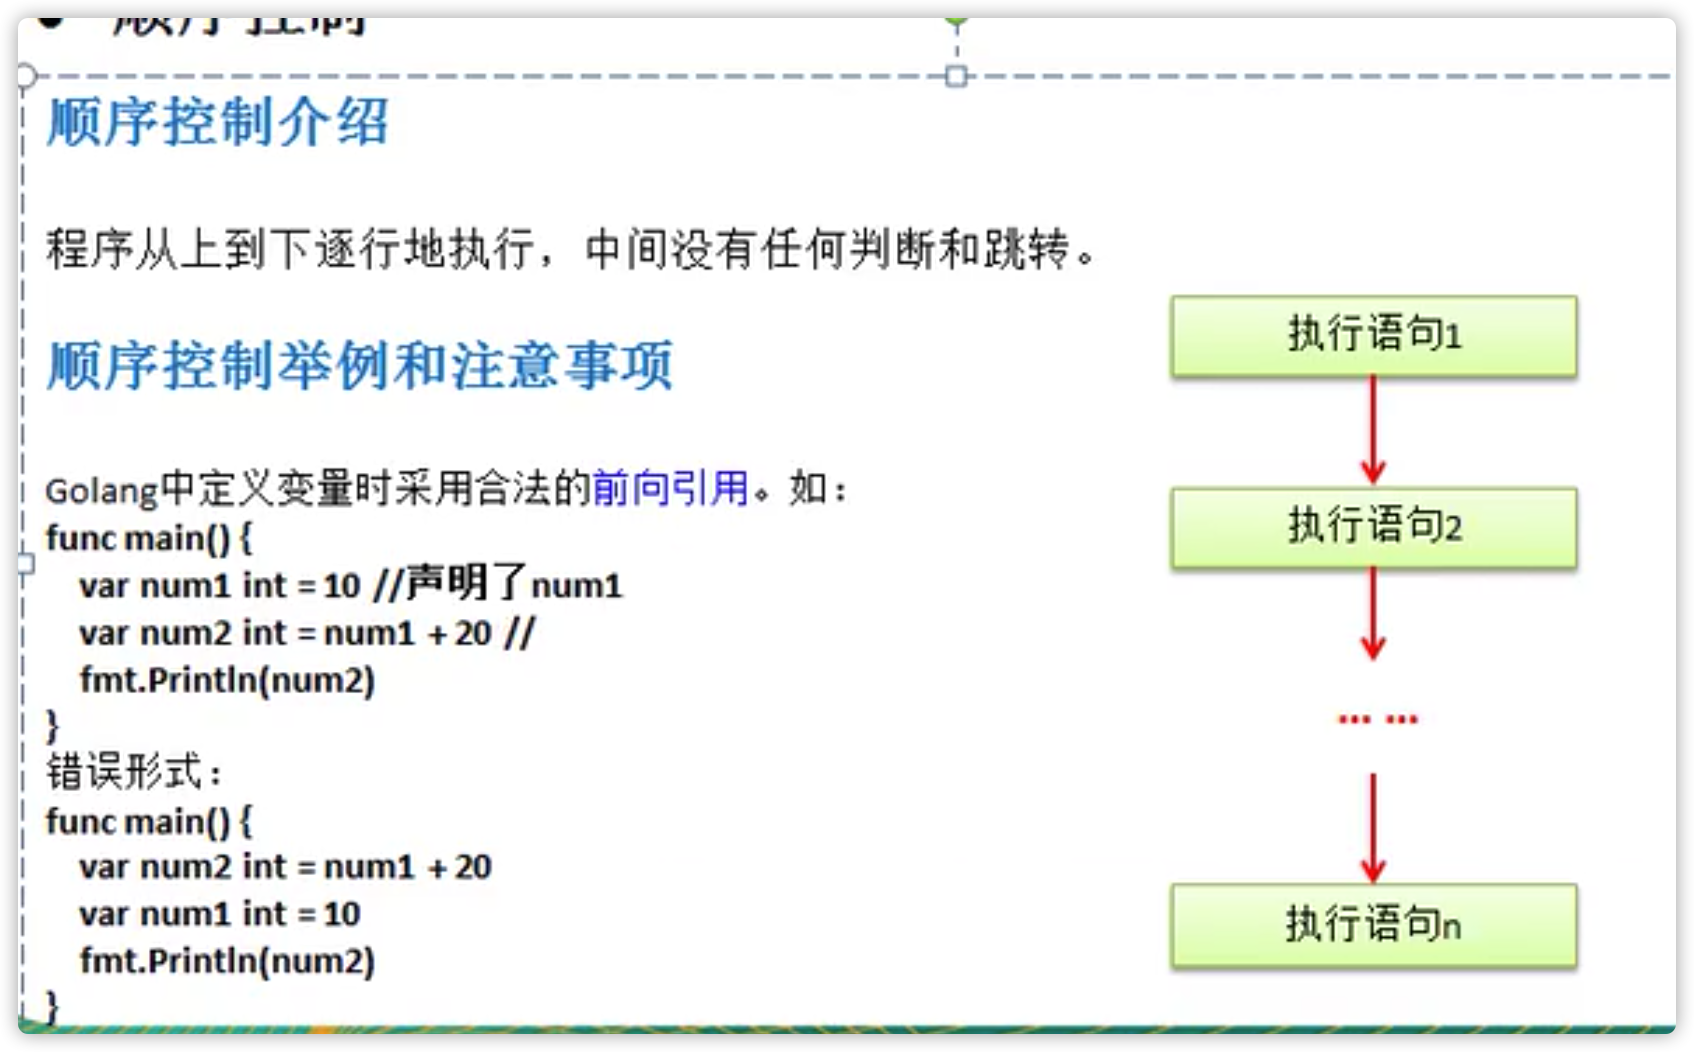 顺序控制
顺序控制介绍
程序从上到下逐行地执行，中间没有任何判断和跳转。
顺序控制举例和注意事项
Golang中定义变量时采用合法的前向引用。如：
func main() {
var num1 int = 10 //声明了num1
var num2 int = num1 + 20 //
fmt.Println(num2)
}
错误形式：
func main() {
var num2 int = num1 + 20
var num1 int = 10
fmt.Println(num2)
}
执行语句1
执行语句2
... ...
执行语句n